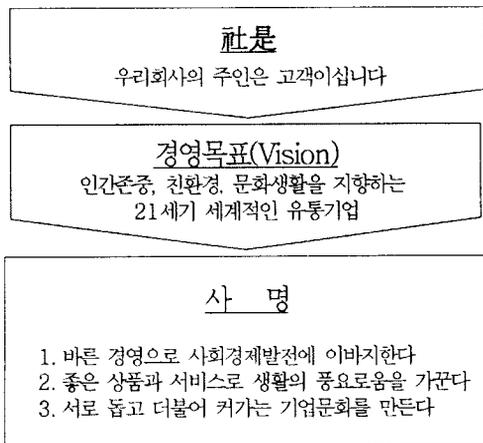 社是
우리회사의 주인은 고객이십니다
경영목표(Vision)
인간존중, 친환경, 문화생활을 지향하는
21세기 세계적인 유통기업
사 명
1. 바른 경영으로 사회경제발전에 이바지한다
2. 좋은 상품과 서비스로 생활의 풍요로움을 가꾼다
3. 서로 돕고 더불어 커가는 기업문화를 만든다